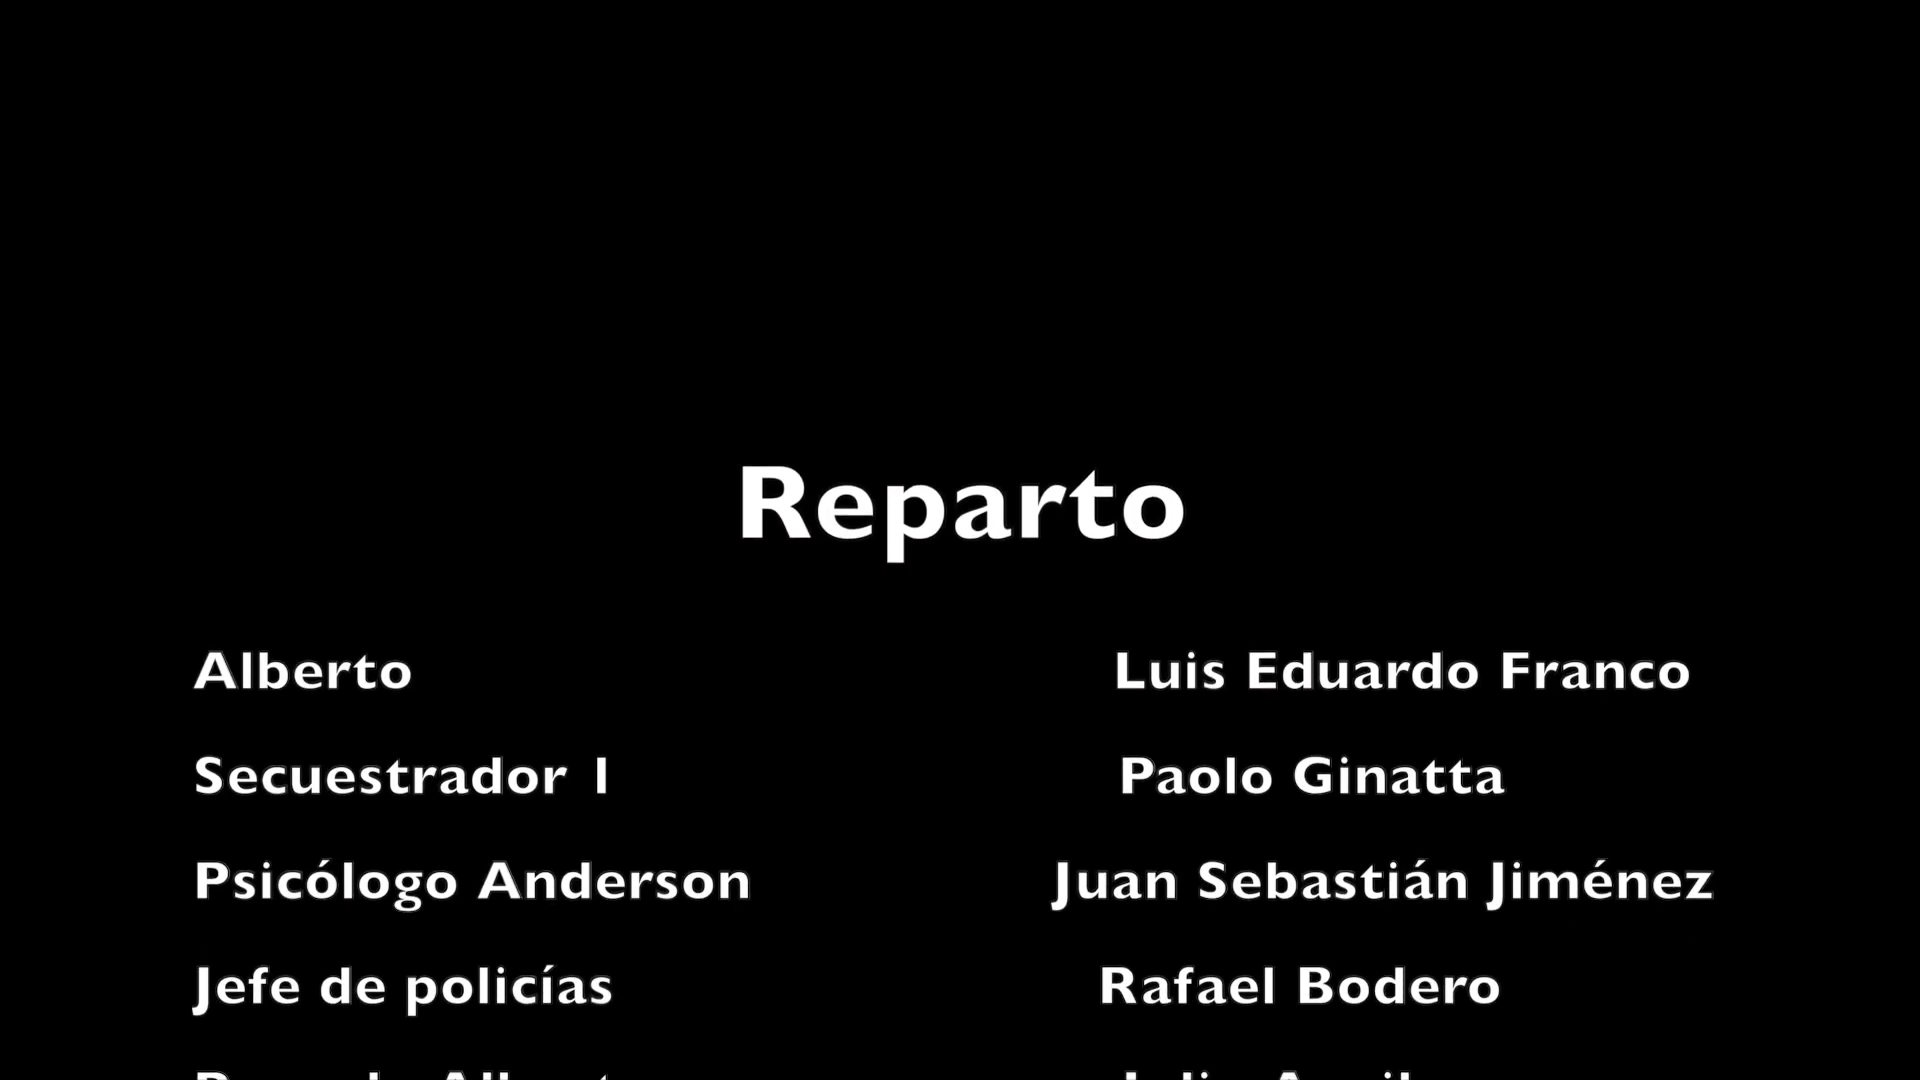 Reparto
Alberto Luis Eduardo Franco
Secuestrador 1 Paolo Ginatta
Psicólogo Anderson Juan Sebastián Jiménez
Jefe de policías Rafael Bodero